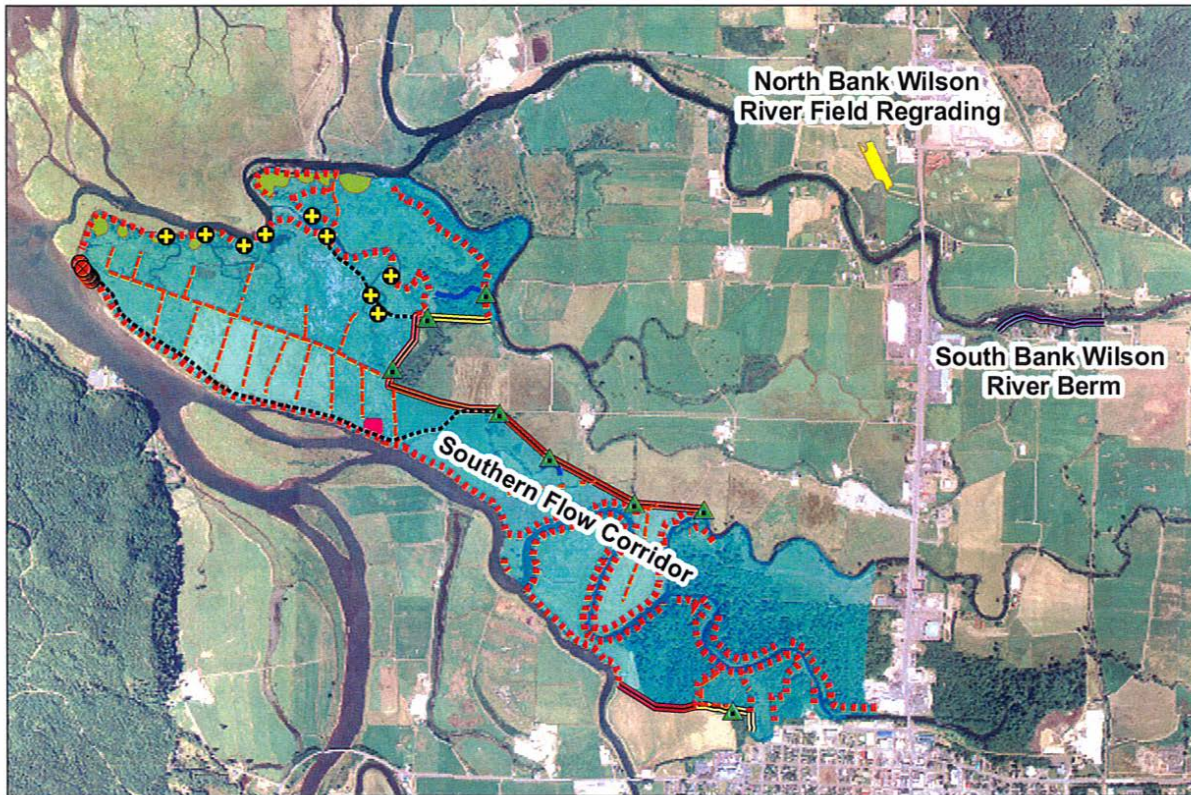 North Bank Wilson
River Field Regrading
South Bank Wilson
River Berm
Southern Flow Corridor